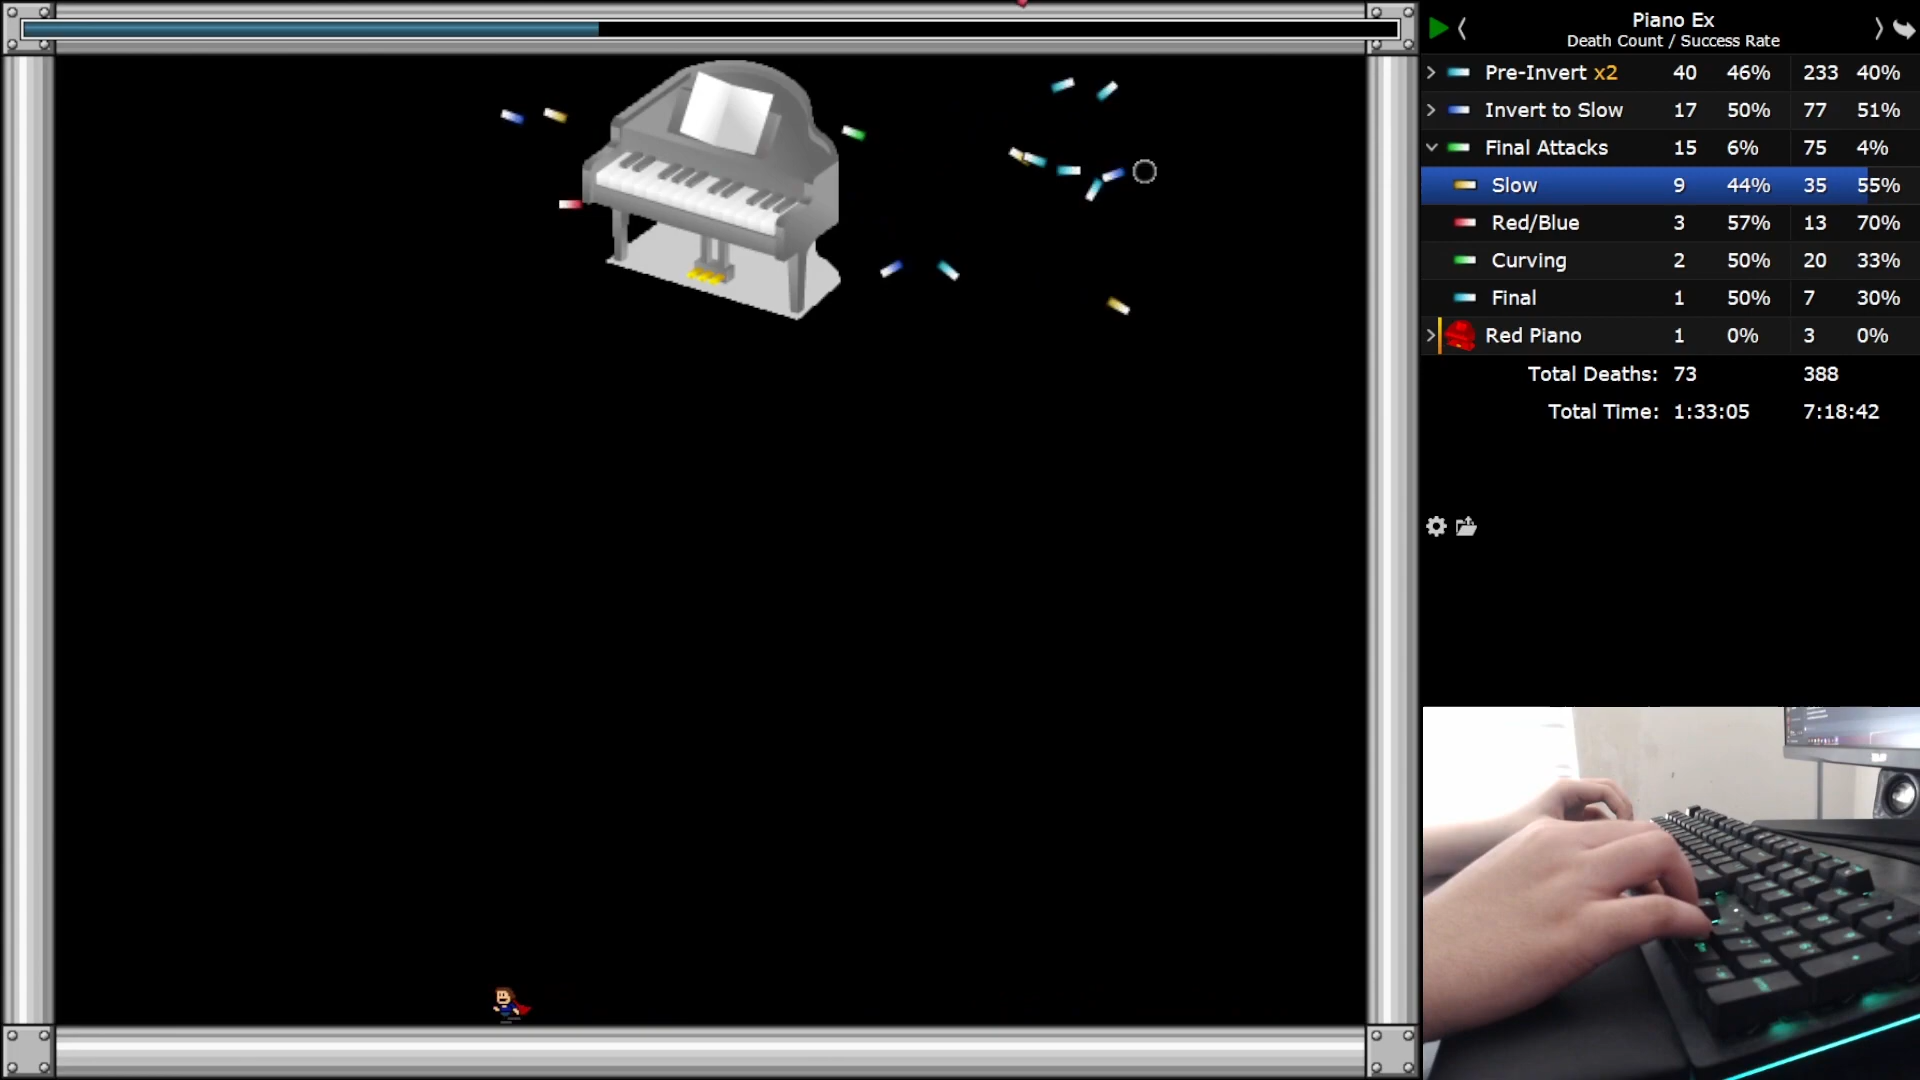 Piano Ex
Death Count / Success Rate
Pre-Invert x2 40 46% 233 40%
Invert to Slow 17 50% 77 51%
Final Attacks 15 6% 75 4%
Slow 9 44% 35 55%
Red/Blue 3 57% 13 70%
Curving 2 50% 20 33%
Final 1 50% 7 30%
Red Piano 1 0% 3 0%
Total Deaths: 73 388
Total Time: 1:33:05 7:18:42